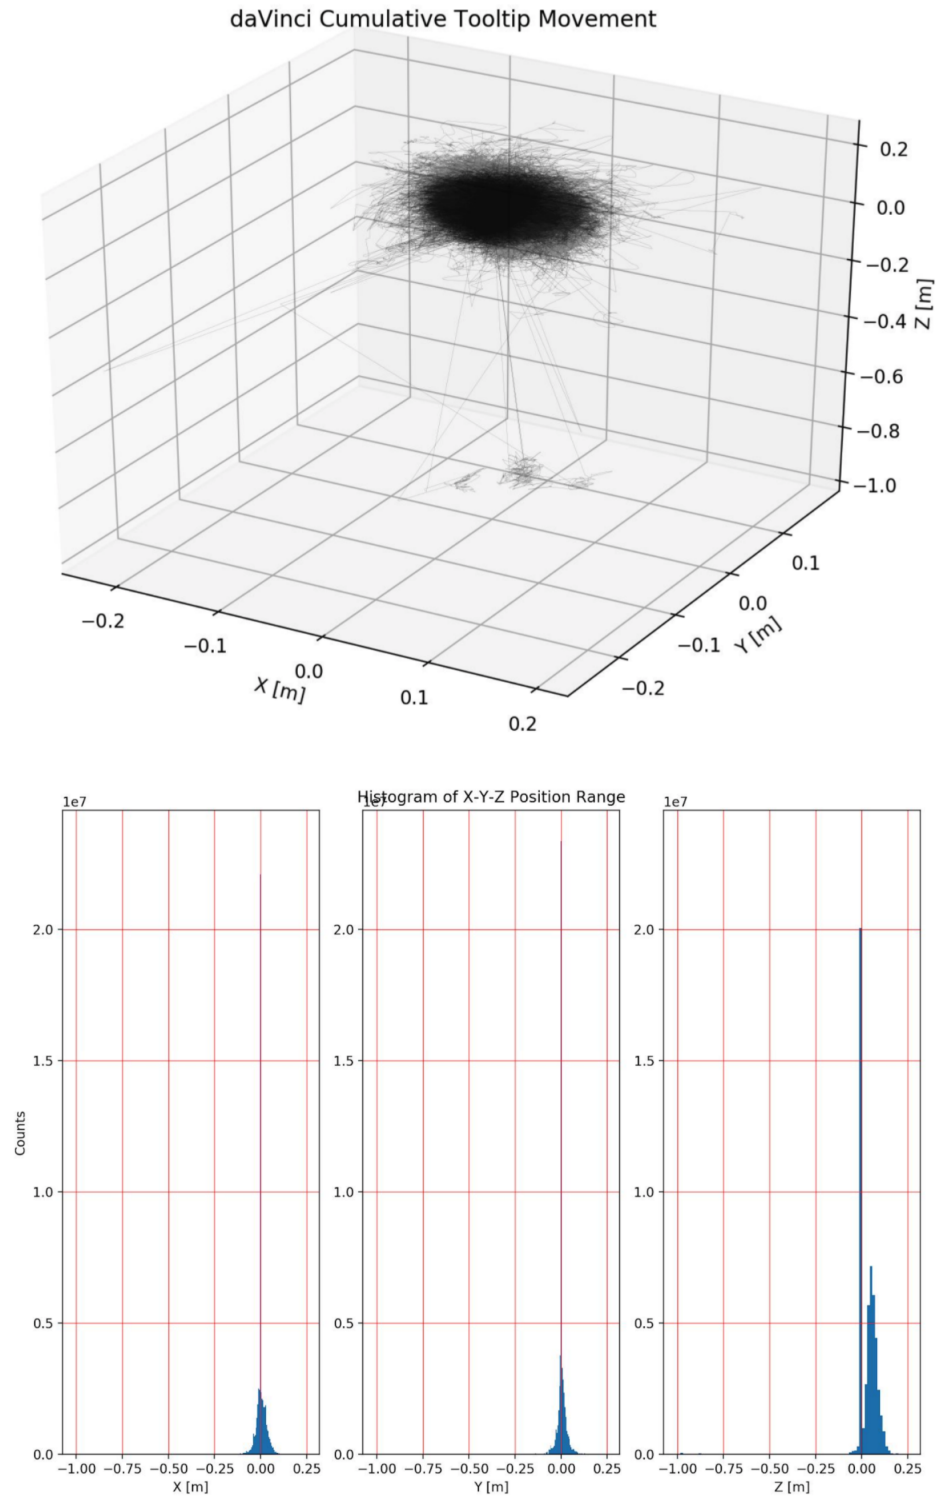 daVinci Cumulative Tooltip Movement
0.2
0.0
−0.2
−0.4
−0.6
−0.8
−1.0
Z [m]
0.1
0.0
−0.1
−0.2
Y [m]
−0.2
−0.1
0.0
0.1
0.2
X [m]
Histogram of X-Y-Z Position Range
1e7 1e7 1e7
2.0 2.0 2.0
1.5 1.5 1.5
Counts
1.0 1.0 1.0
0.5 0.5 0.5
0.0 0.0 0.0
−1.00 −0.75 −0.50 −0.25 0.00 0.25 −1.00 −0.75 −0.50 −0.25 0.00 0.25 −1.00 −0.75 −0.50 −0.25 0.00 0.25
X [m] Y [m] Z [m]